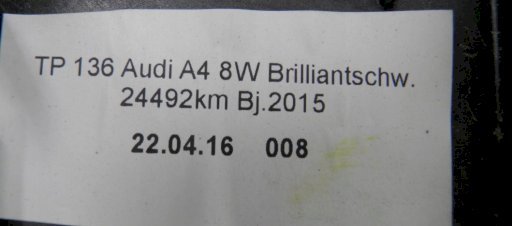 TP 136 Audi A4 8W Brilliantschw.
24492km Bj.2015
22.04.16 008